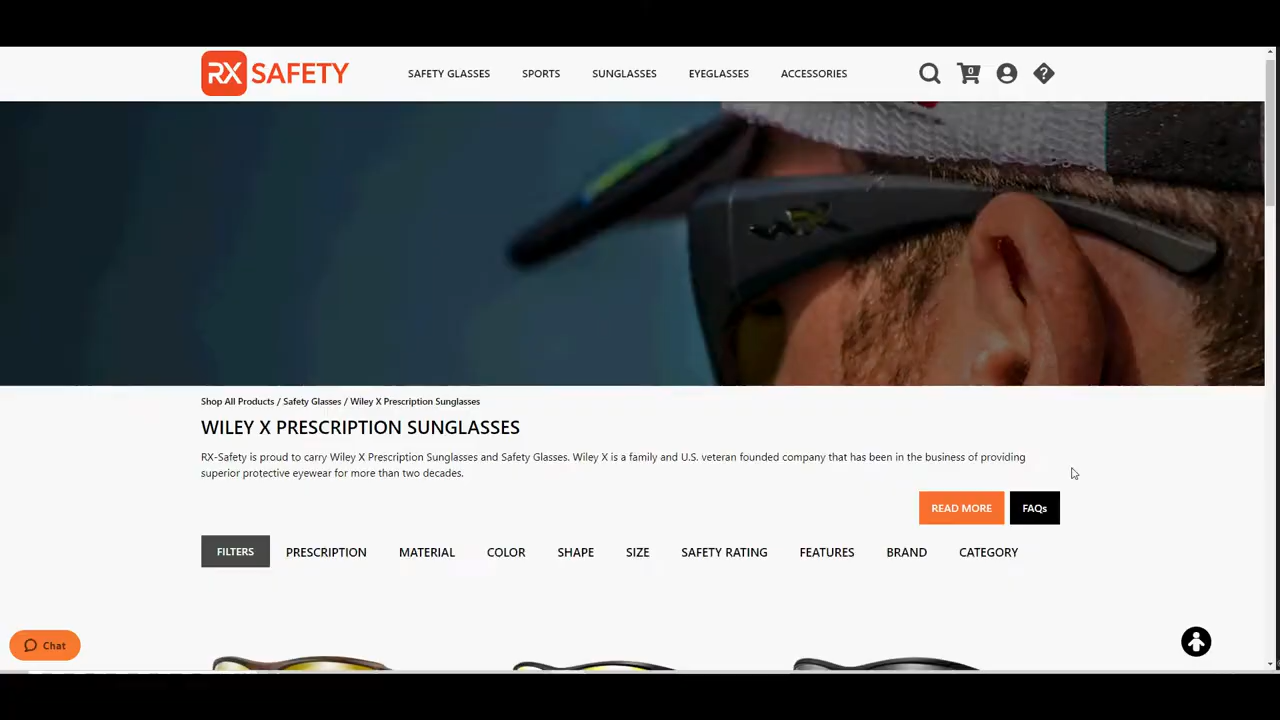 RX SAFETY
SAFETY GLASSES
SPORTS
SUNGLASSES
EYEGLASSES
ACCESSORIES
0
?
WX
Shop All Products / Safety Glasses / Wiley X Prescription Sunglasses
WILEY X PRESCRIPTION SUNGLASSES
RX-Safety is proud to carry Wiley X Prescription Sunglasses and Safety Glasses. Wiley X is a family and U.S. veteran founded company that has been in the business of providing
superior protective eyewear for more than two decades.
READ MORE
FAQs
FILTERS
PRESCRIPTION
MATERIAL
COLOR
SHAPE
SIZE
SAFETY RATING
FEATURES
BRAND
CATEGORY
Chat